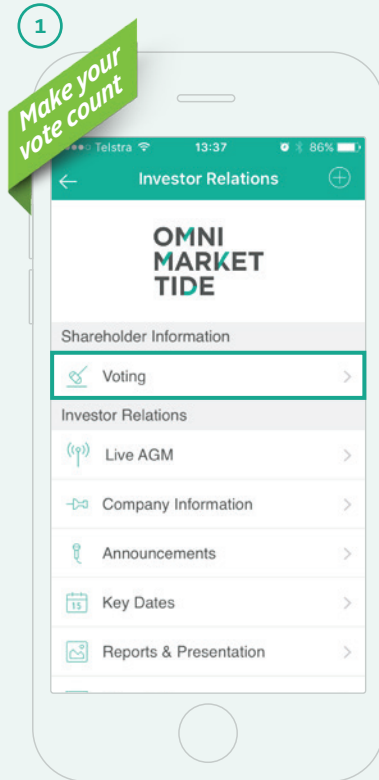 1
Make your
vote count
Telstra 13:37 86%
Investor Relations
OMNI
MARKET
TIDE
Shareholder Information
Voting
Investor Relations
Live AGM
Company Information
Announcements
15 Key Dates
Reports & Presentation